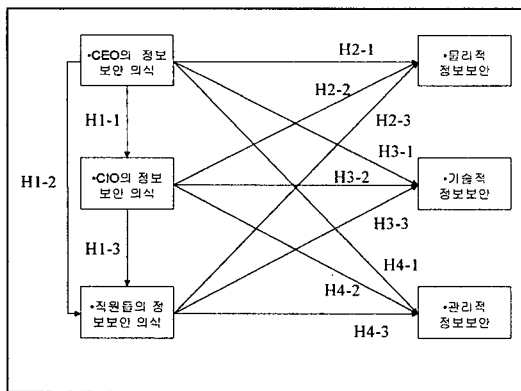 •CEO의 정보
보안 의식
H2-1
•물리적
정보보안
H2-2
H2-3
H1-1
H3-1
H1-2
•CIO의 정보
보안 의식
H3-2
•기술적
정보보안
H3-3
H1-3
H4-1
H4-2
•직원들의 정
보보안 의식
H4-3
•관리적
정보보안